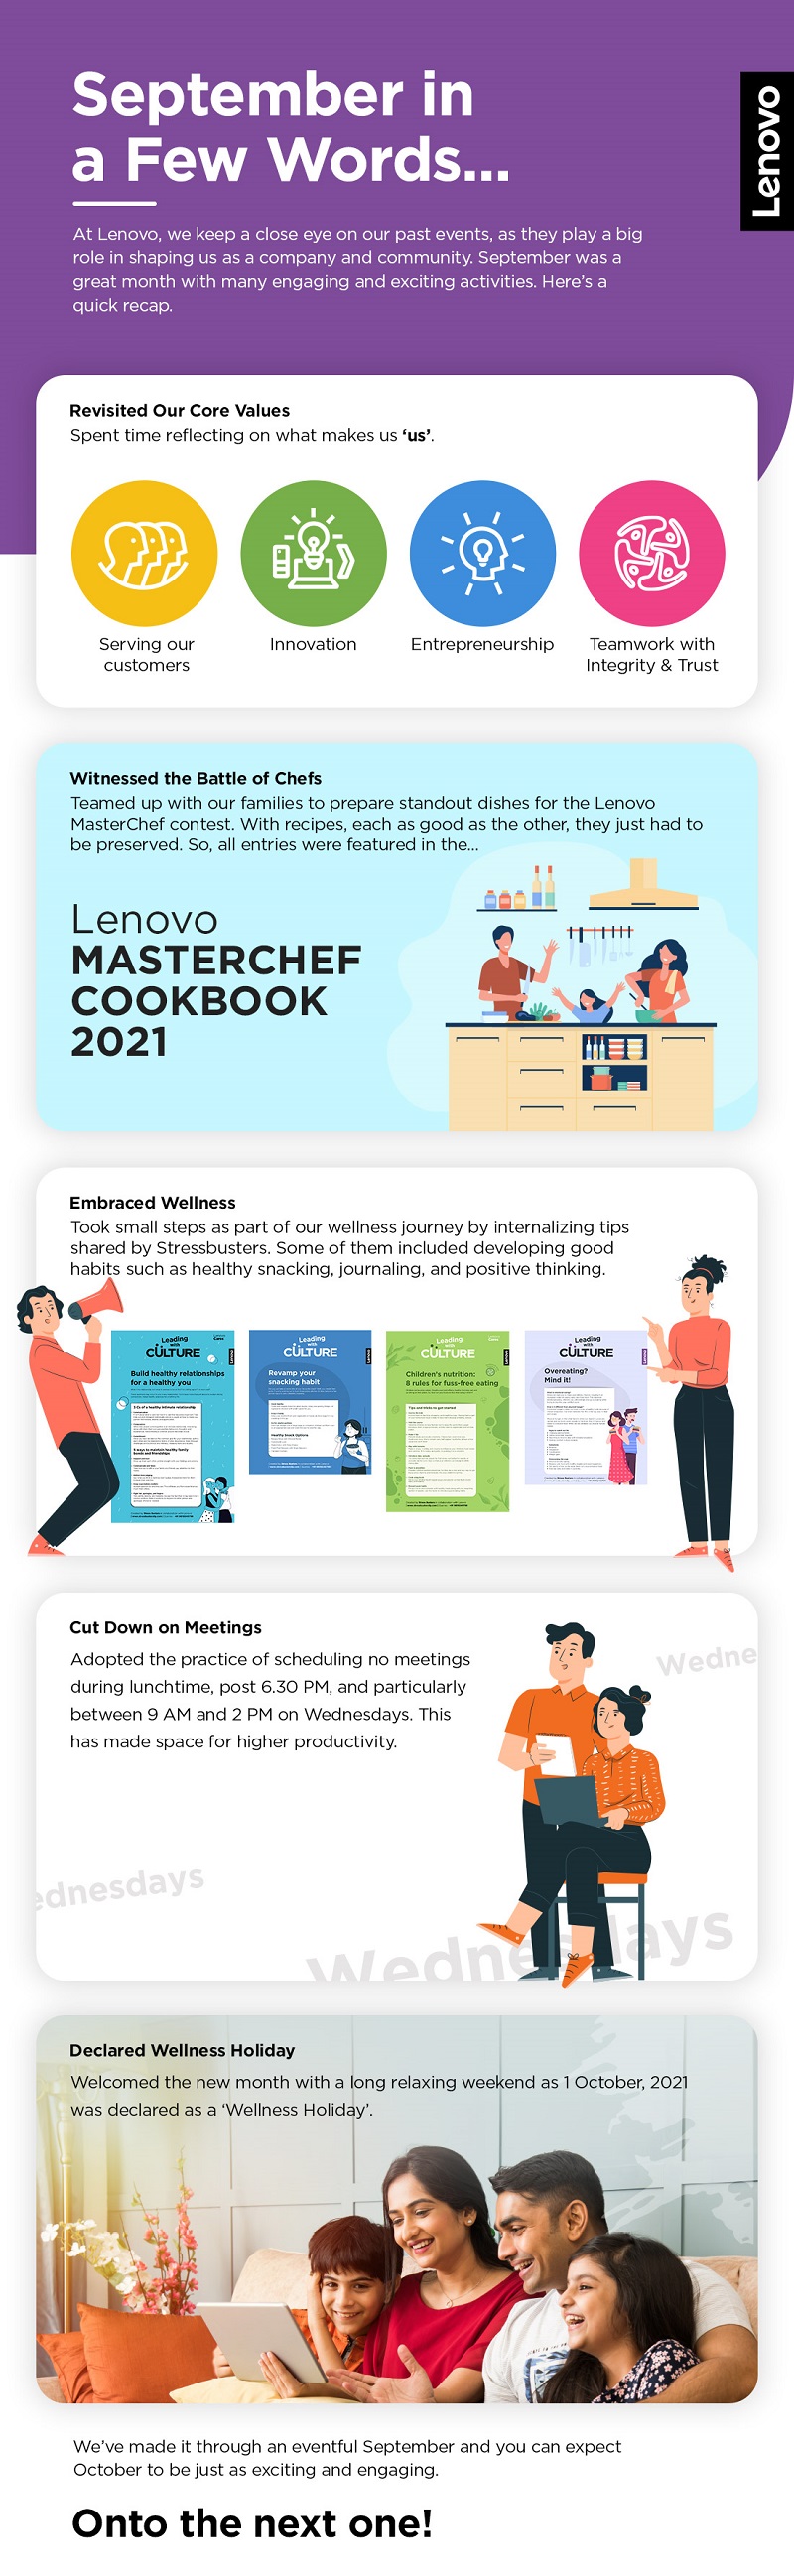 September in
a Few Words...
Lenovo
At Lenovo, we keep a close eye on our past events, as they play a big
role in shaping us as a company and community. September was a
great month with many engaging and exciting activities. Here's a
quick recap.
Revisited Our Core Values
Spent time reflecting on what makes us 'us'.
Serving our
customers
Innovation
Entrepreneurship
Teamwork with
Integrity & Trust
Witnessed the Battle of Chefs
Teamed up with our families to prepare standout dishes for the Lenovo
MasterChef contest. With recipes, each as good as the other, they just had to
be preserved. So, all entries were featured in the...
Lenovo
MASTERCHEF
COOKBOOK
2021
Embraced Wellness
Took small steps as part of our wellness journey by internalizing tips
shared by Stressbusters. Some of them included developing good
habits such as healthy snacking, journaling, and positive thinking.
Leading
with
CULTURE
Build healthy relationships
for a healthy you
Leading
with
CULTURE
Revamp your
snacking habit
Leading
with
CULTURE
Children's nutrition:
8 rules for fuss-free eating
Tips and tricks to get started
Leading
with
CULTURE
Overeating?
Mind it!
Cut Down on Meetings
Adopted the practice of scheduling no meetings
during lunchtime, post 6.30 PM, and particularly
between 9 AM and 2 PM on Wednesdays. This
has made space for higher productivity.
Wedne
ednesdays
Wednesdays
Declared Wellness Holiday
Welcomed the new month with a long relaxing weekend as 1 October, 2021
was declared as a 'Wellness Holiday'.
We've made it through an eventful September and you can expect
October to be just as exciting and engaging.
Onto the next one!